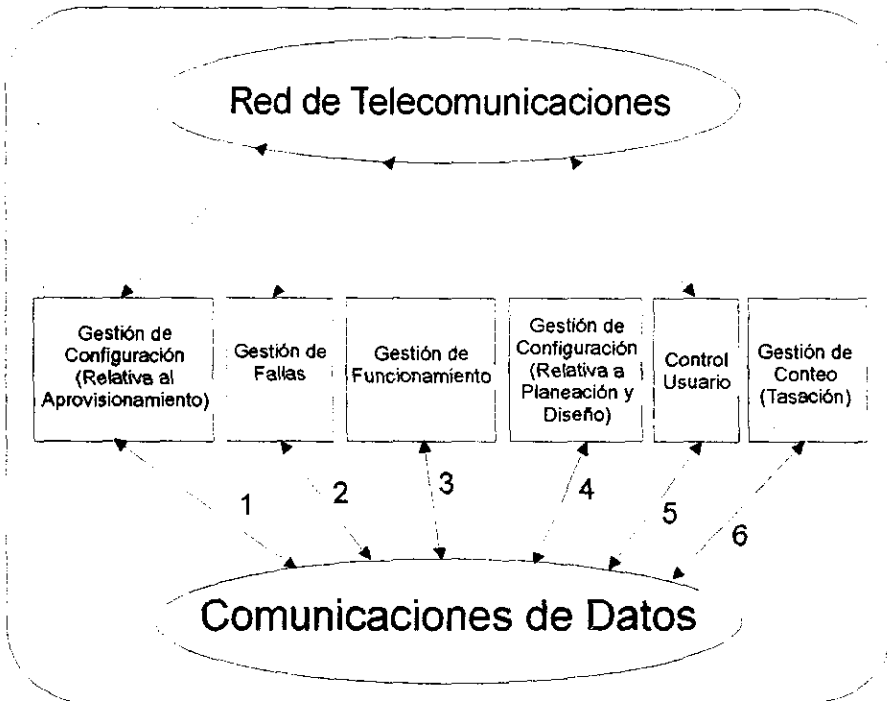 Red de Telecomunicaciones
Gestión de
Configuración
(Relativa al
Aprovisionamiento)
Gestión de
Fallas
Gestión de
Funcionamiento
Gestión de
Configuración
(Relativa a
Planeación y
Diseño)
Control
Usuario
Gestión de
Conteo
(Tasación)
1
2
3
4
5
6
Comunicaciones de Datos